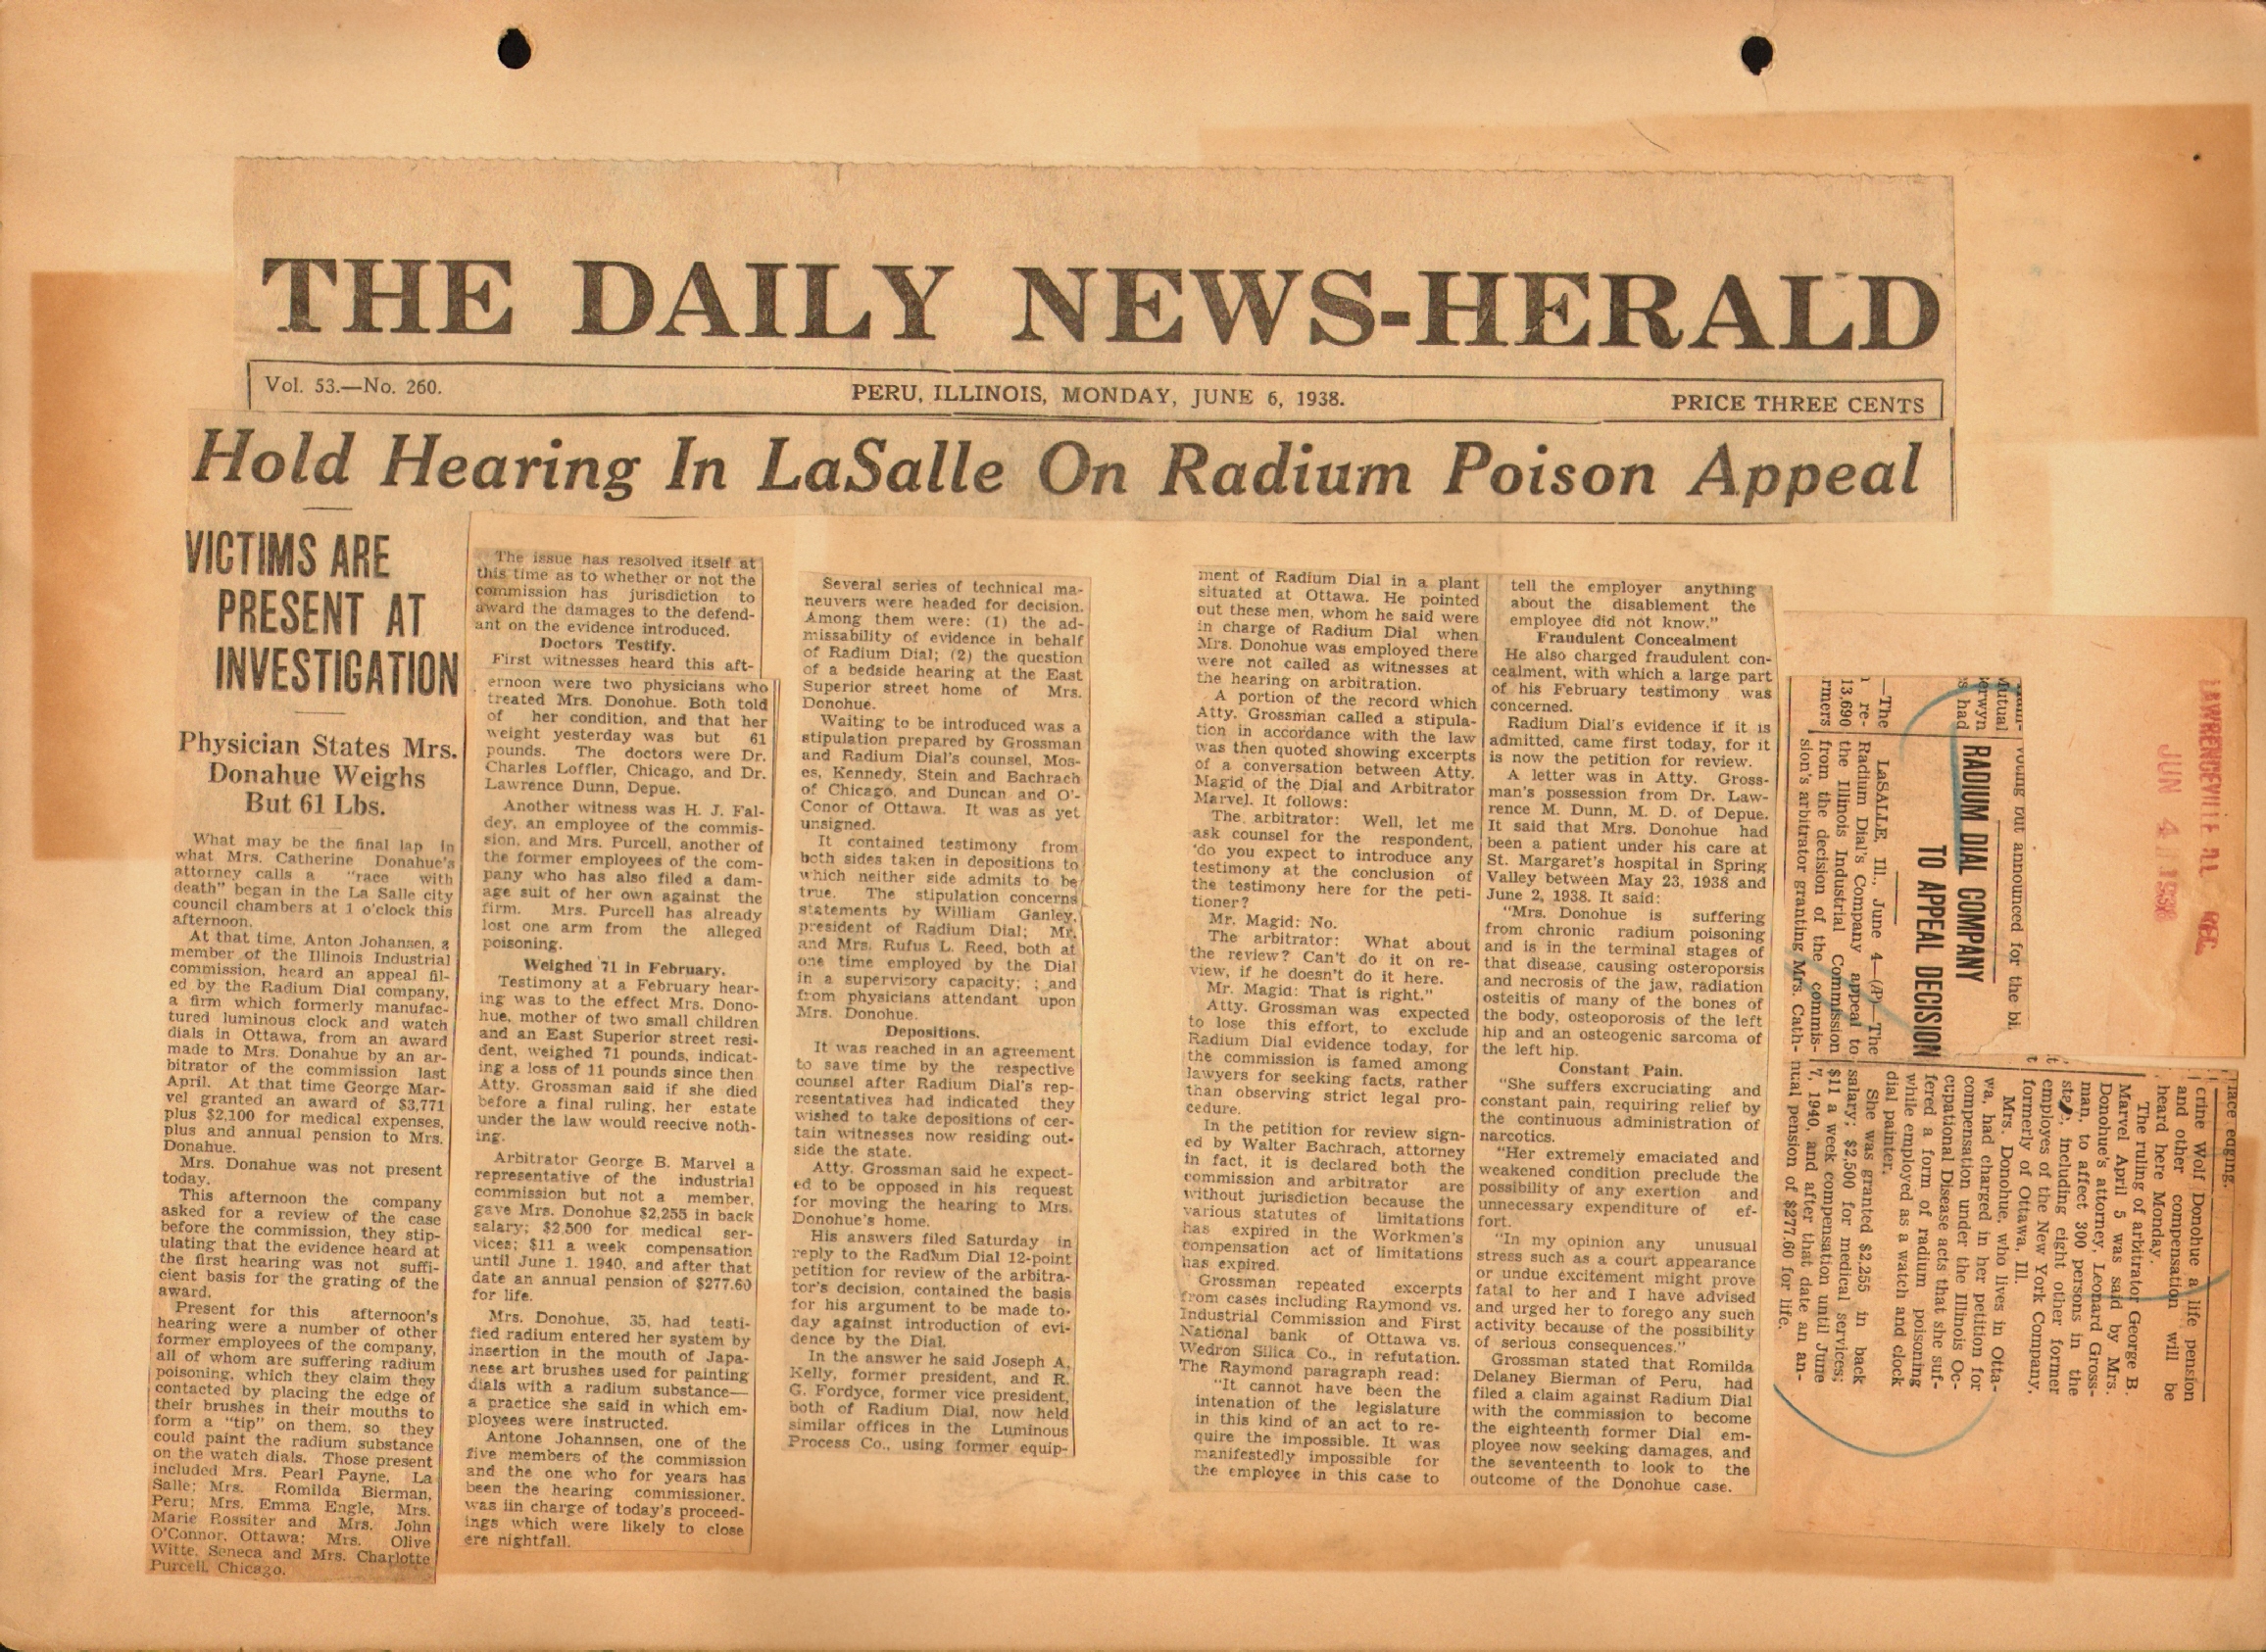 THE DAILY NEWS-HERALD
Vol. 53.—No. 260.
PERU, ILLINOIS, MONDAY, JUNE 6, 1938.
PRICE THREE CENTS
Hold Hearing In LaSalle On Radium Poison Appeal
VICTIMS ARE
PRESENT AT
INVESTIGATION
Physician States Mrs.
Donahue Weighs
But 61 Lbs.
What may be the final lap in
what Mrs. Catherine Donahue's
attorney calls a "race with
death" began in the La Salle city
council chambers at 1 o'clock this
afternoon.
At that time, Anton Johansen, a
member of the Illinois Industrial
commission, heard an appeal fil-
ed by the Radium Dial company,
a firm which formerly manufac-
tured luminous clock and watch
dials in Ottawa, from an award
made to Mrs. Donahue by an ar-
bitrator of the commission last
April. At that time George Mar-
vel granted an award of $3,771
plus $2,100 for medical expenses,
plus and annual pension to Mrs.
Donahue.
Mrs. Donahue was not present
today.
This afternoon the company
asked for a review of the case
before the commission, they stip-
ulating that the evidence heard at
the first hearing was not suffi-
cient basis for the grating of the
award.
Present for this afternoon's
hearing were a number of other
former employees of the company,
all of whom are suffering radium
poisoning, which they claim they
contacted by placing the edge of
their brushes in their mouths to
form a "tip" on them, so they
could paint the radium substance
on the watch dials. Those present
included Mrs. Pearl Payne, La
Salle; Mrs. Romilda Bierman,
Peru; Mrs. Emma Engle, Mrs.
Marie Rossiter and Mrs. John
O'Connor, Ottawa; Mrs. Olive
Witte, Seneca and Mrs. Charlotte
Purcell, Chicago.
The issue has resolved itself at
this time as to whether or not the
commission has jurisdiction to
award the damages to the defend-
ant on the evidence introduced.
Doctors Testify.
First witnesses heard this aft-
ernoon were two physicians who
treated Mrs. Donahue. Both told
of her condition, and that her
weight yesterday was but 61
pounds. The doctors were Dr.
Charles Loffler, Chicago, and Dr.
Lawrence Dunn, Depue.
Another witness was H. J. Fal-
dey, an employee of the commis-
sion, and Mrs. Purcell, another of
the former employees of the com-
pany who has also filed a dam-
age suit of her own against the
firm. Mrs. Purcell has already
lost one arm from the alleged
poisoning.
Weighed 71 in February.
Testimony at a February hear-
ing was to the effect Mrs. Dono-
hue, mother of two small children
and an East Superior street resi-
dent, weighed 71 pounds, indicat-
ing a loss of 11 pounds since then
Atty. Grossman said if she died
before a final ruling, her estate
under the law would reecive noth-
ing.
Arbitrator George B. Marvel a
representative of the industrial
commission but not a member,
gave Mrs. Donohue $2,255 in back
salary; $2,500 for medical ser-
vices; $11 a week compensation
until June 1, 1940, and after that
date an annual pension of $277.60
for life.
Mrs. Donohue, 35, had testi-
fied radium entered her system by
insertion in the mouth of Japa-
nese art brushes used for painting
dials with a radium substance—
a practice she said in which em-
ployees were instructed.
Antone Johannsen, one of the
five members of the commission
and the one who for years has
been the hearing commissioner,
was iin charge of today's proceed-
ings which were likely to close
ere nightfall.
Several series of technical ma-
neuvers were headed for decision.
Among them were: (1) the ad-
missability of evidence in behalf
of Radium Dial; (2) the question
of a bedside hearing at the East
Superior street home of Mrs.
Donohue.
Waiting to be introduced was a
stipulation prepared by Grossman
and Radium Dial's counsel, Mos-
es, Kennedy, Stein and Bachrach
of Chicago, and Duncan and O'-
Conor of Ottawa. It was as yet
unsigned.
It contained testimony from
both sides taken in depositions to
which neither side admits to be
true. The stipulation concerns
statements by William Ganley,
president of Radium Dial; Mr.
and Mrs. Rufus L. Reed, both at
one time employed by the Dial
in a supervisory capacity; ; and
from physicians attendant upon
Mrs. Donohue.
Depositions.
It was reached in an agreement
to save time by the respective
counsel after Radium Dial's rep-
resentatives had indicated they
wished to take depositions of cer-
tain witnesses now residing out-
side the state.
Atty. Grossman said he expect-
ed to be opposed in his request
for moving the hearing to Mrs.
Donohue's home.
His answers filed Saturday in
reply to the Radium Dial 12-point
petition for review of the arbitra-
tor's decision, contained the basis
for his argument to be made to-
day against introduction of evi-
dence by the Dial.
In the answer he said Joseph A.
Kelly, former president, and R.
G. Fordyce, former vice president,
both of Radium Dial, now held
similar offices in the Luminous
Process Co., using former equip-
ment of Radium Dial in a plant
situated at Ottawa. He pointed
out these men, whom he said were
in charge of Radium Dial when
Mrs. Donohue was employed there
were not called as witnesses at
the hearing on arbitration.
A portion of the record which
Atty. Grossman called a stipula-
tion in accordance with the law
was then quoted showing excerpts
of a conversation between Atty.
Magid of the Dial and Arbitrator
Marvel. It follows:
The arbitrator: Well, let me
ask counsel for the respondent,
'do you expect to introduce any
testimony at the conclusion of
the testimony here for the peti-
tioner?
Mr. Magid: No.
The arbitrator: What about
the review? Can't do it on re-
view, if he doesn't do it here.
Mr. Magid: That is right."
Atty. Grossman was expected
to lose this effort, to exclude
Radium Dial evidence today, for
the commission is famed among
lawyers for seeking facts, rather
than observing strict legal pro-
cedure.
In the petition for review sign-
ed by Walter Bachrach, attorney
in fact, it is declared both the
commission and arbitrator are
without jurisdiction because the
various statutes of limitations
has expired in the Workmen's
compensation act of limitations
has expired.
Grossman repeated excerpts
from cases including Raymond vs.
Industrial Commission and First
National bank of Ottawa vs.
Wedron Silica Co., in refutation.
The Raymond paragraph read:
"It cannot have been the
intenation of the legislature
in this kind of an act to re-
quire the impossible. It was
manifestedly impossible for
the employee in this case to
tell the employer anything
about the disablement the
employee did not know."
Fraudulent Concealment
He also charged fraudulent con-
cealment, with which a large part
of his February testimony was
concerned.
Radium Dial's evidence if it is
admitted, came first today, for it
is now the petition for review.
A letter was in Atty. Gross-
man's possession from Dr. Law-
rence M. Dunn, M. D. of Depue.
It said that Mrs. Donohue had
been a patient under his care at
St. Margaret's hospital in Spring
Valley between May 23, 1938 and
June 2, 1938. It said:
"Mrs. Donohue is suffering
from chronic radium poisoning
and is in the terminal stages of
that disease, causing osteroporsis
and necrosis of the jaw, radiation
osteitis of many of the bones of
the body, osteoporosis of the left
hip and an osteogenic sarcoma of
the left hip.
Constant Pain.
"She suffers excruciating and
constant pain, requiring relief by
the continuous administration of
narcotics.
"Her extremely emaciated and
weakened condition preclude the
possibility of any exertion and
unnecessary expenditure of ef-
fort.
"In my opinion any unusual
stress such as a court appearance
or undue excitement might prove
fatal to her and I have advised
and urged her to forego any such
activity because of the possibility
of serious consequences."
Grossman stated that Romilda
Delaney Bierman of Peru, had
filed a claim against Radium Dial
with the commission to become
the eighteenth former Dial em-
ployee now seeking damages, and
the seventeenth to look to the
outcome of the Donohue case.
LAWRENCEVILLE ILL REC.
JUN 4 1938
out announced for the bi.
Mutual
erwyn
s had
—The
re-
13,690
rmers
RADIUM DIAL COMPANY
TO APPEAL DECISION
LaSALLE, Ill., June 4—(AP)—The
Radium Dial's Company appeal to
the Illinois Industrial Commission
from the decision of the commis-
sion's arbitrator granting Mrs. Cath-
erine Wolf Donohue a life pension
and other compensation will be
heard here Monday.
The ruling of arbitrator George B.
Marvel April 5 was said by Mrs.
Donohue's attorney, Leonard Gross-
man, to affect 300 persons in the
state, including eight other former
employes of the New York Company,
formerly of Ottawa, Ill.
Mrs. Donohue, who lives in Otta-
wa, had charged in her petition for
compensation under the Illinois Oc-
cupational Disease acts that she suf-
fered a form of radium poisoning
while employed as a watch and clock
dial painter.
She was granted $2,255 in back
salary; $2,500 for medical services;
$11 a week compensation until June
7, 1940, and after that date an an-
nual pension of $277.60 for life.